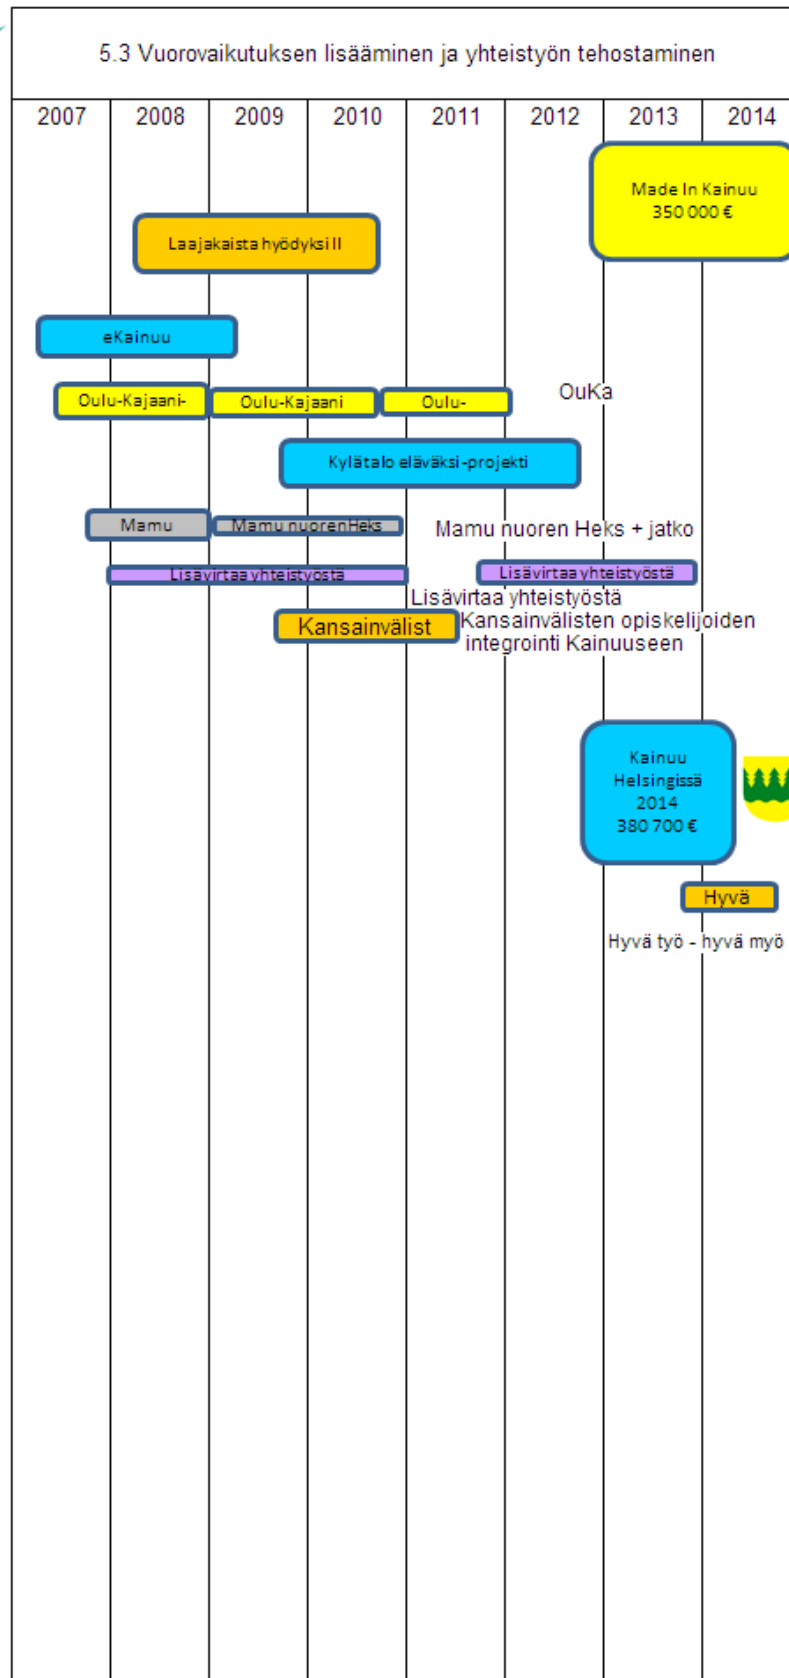 5.3 Vuorovaikutuksen lisääminen ja yhteistyön tehostaminen
2007 2008 2009 2010 2011 2012 2013 2014
Made In Kainuu
350 000 €
Laajakaista hyödyksi II
eKainuu
Oulu-Kajaani- Oulu-Kajaani Oulu- OuKa
Kylätalo eläväksi-projekti
Mamu Mamu nuoren Heks Mamu nuoren Heks + jatko
Lisävirtaa yhteistyöstä Lisävirtaa yhteistyöstä
Lisävirtaa yhteistyöstä
Kansainvälist Kansainvälisten opiskelijoiden
integrointi Kainuuseen
Kainuu
Helsingissä
2014
380 700 €
Hyvä
Hyvä työ - hyvä myö